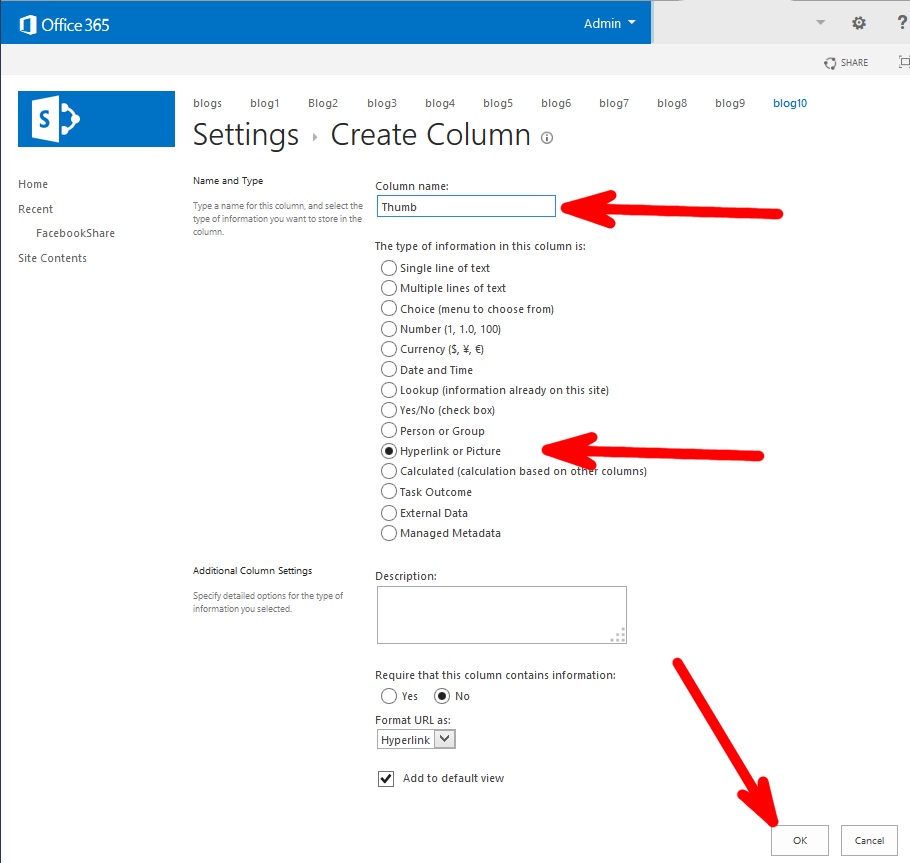 Office 365
Admin
?
SHARE
S
blogs blog1 Blog2 blog3 blog4 blog5 blog6 blog7 blog8 blog9 blog10
Settings Create Column
Home
Recent
FacebookShare
Site Contents
Name and Type
Type a name for this column, and select the
type of information you want to store in the
column.
Column name:
Thumb
The type of information in this column is:
Single line of text
Multiple lines of text
Choice (menu to choose from)
Number (1, 1.0, 100)
Currency ($, ¥, €)
Date and Time
Lookup (information already on this site)
Yes/No (check box)
Person or Group
Hyperlink or Picture
Calculated (calculation based on other columns)
Task Outcome
External Data
Managed Metadata
Additional Column Settings
Specify detailed options for the type of
information you selected.
Description:
Require that this column contains information:
Yes No
Format URL as:
Hyperlink
Add to default view
OK Cancel